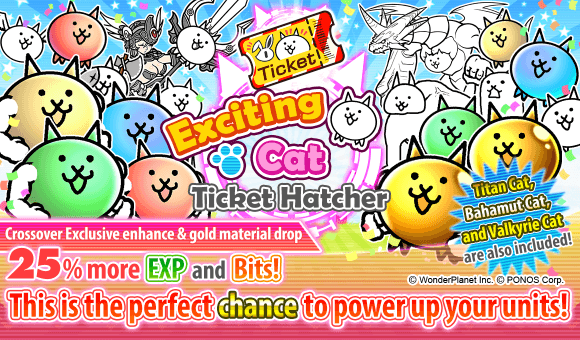 Ticket!
Exciting
Cat
Ticket Hatcher
Titan Cat,
Bahamut Cat,
and Valkyrie Cat
are also included!
Crossover Exclusive enhance & gold material drop
25% more EXP and Bits!
© WonderPlanet Inc. © PONOS Corp.
This is the perfect chance to power up your units!